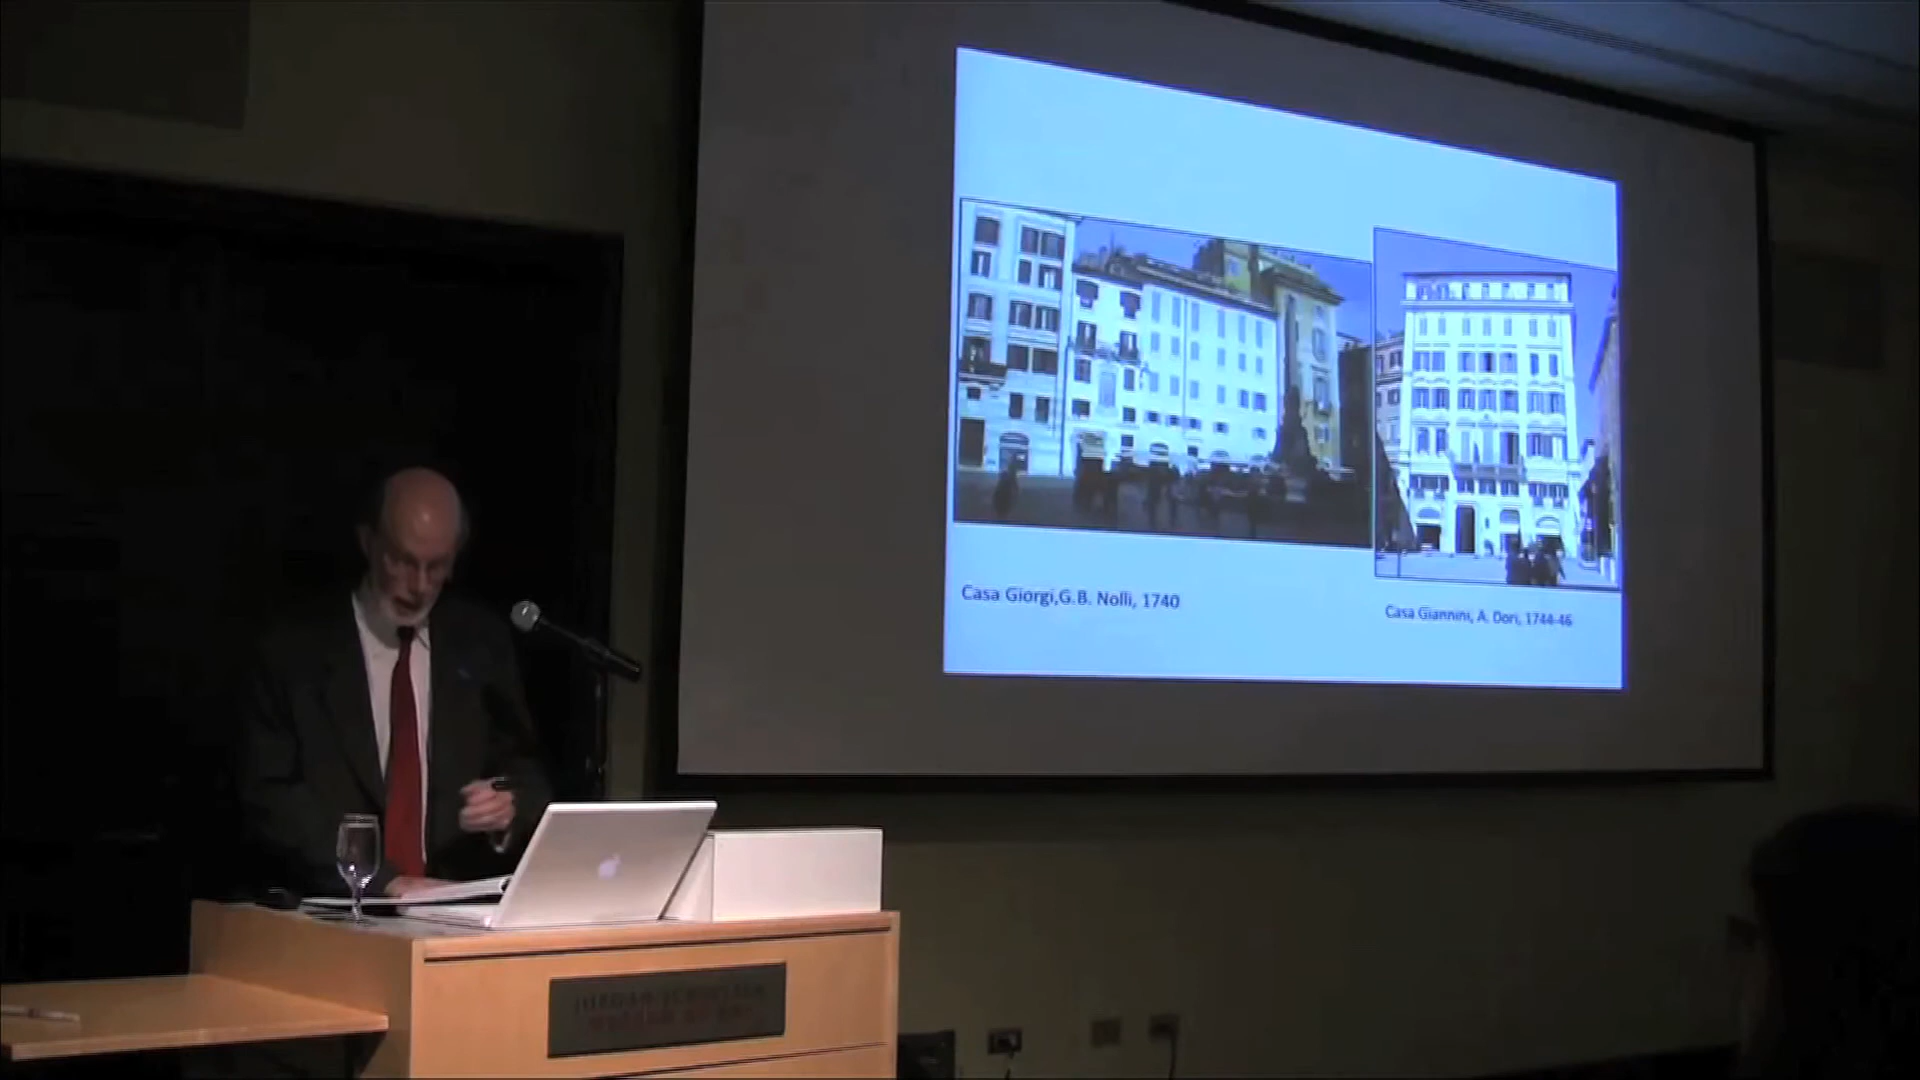 Casa Giorgi,G.B. Nolli, 1740
Casa Giannini, A. Dori, 1744-46